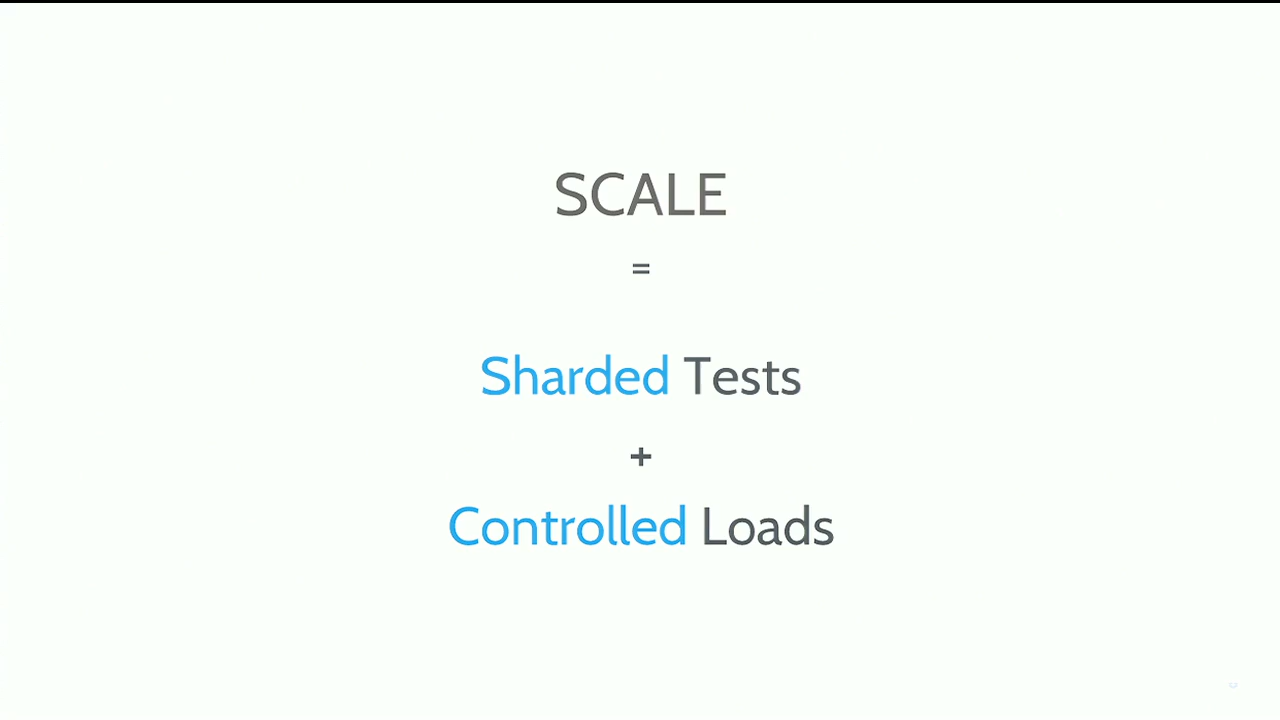 SCALE
=
Sharded Tests
+
Controlled Loads